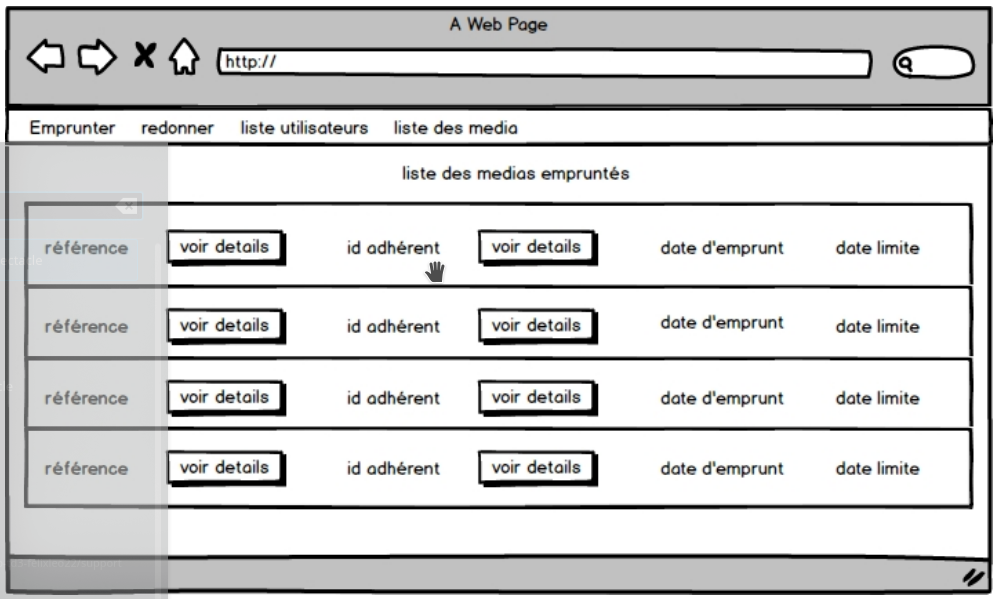 A Web Page
http://
Emprunter redonner liste utilisateurs liste des media
liste des medias empruntés
référence voir details id adhérent voir details date d'emprunt date limite
référence voir details id adhérent voir details date d'emprunt date limite
référence voir details id adhérent voir details date d'emprunt date limite
référence voir details id adhérent voir details date d'emprunt date limite